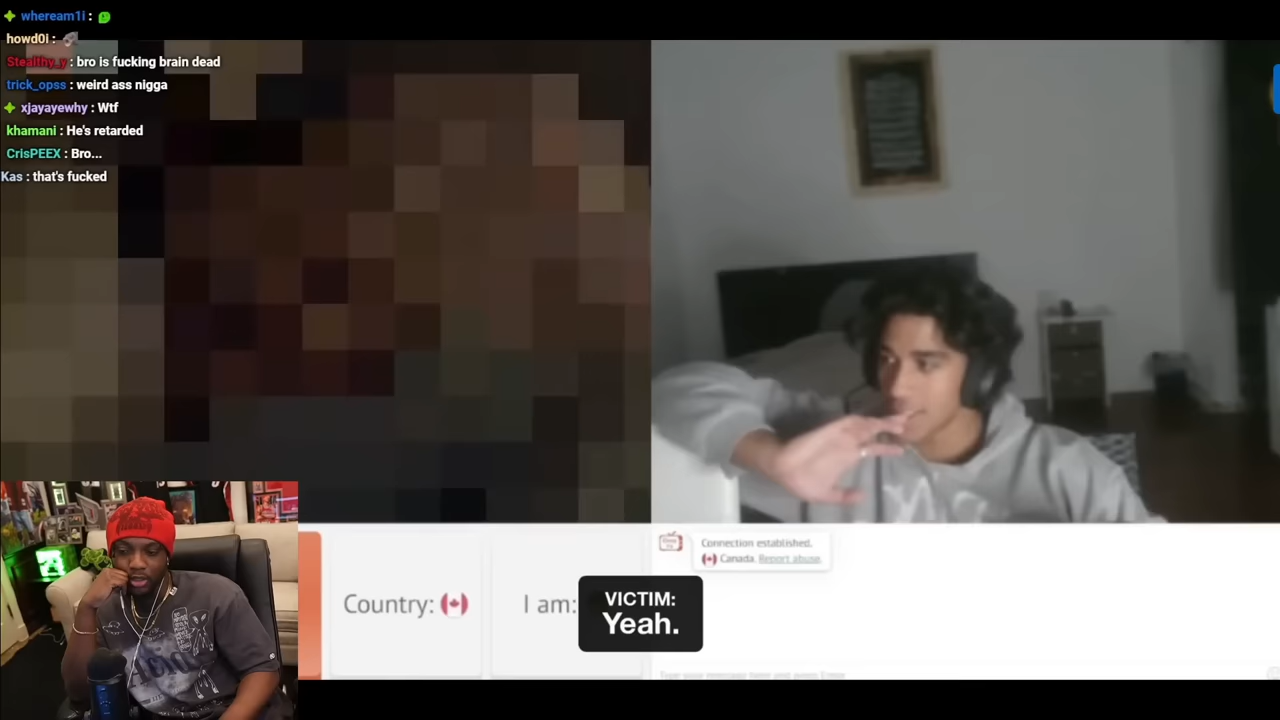 wheream1i :
howd0i :
Stealthy_y : bro is fucking brain dead
trick_opss : weird ass nigga
xjayayewhy : Wtf
khamani : He's retarded
CrisPEEX : Bro...
Kas : that's fucked
Connection established.
Canada. Report abuse.
Country:
I am:
VICTIM:
Yeah.